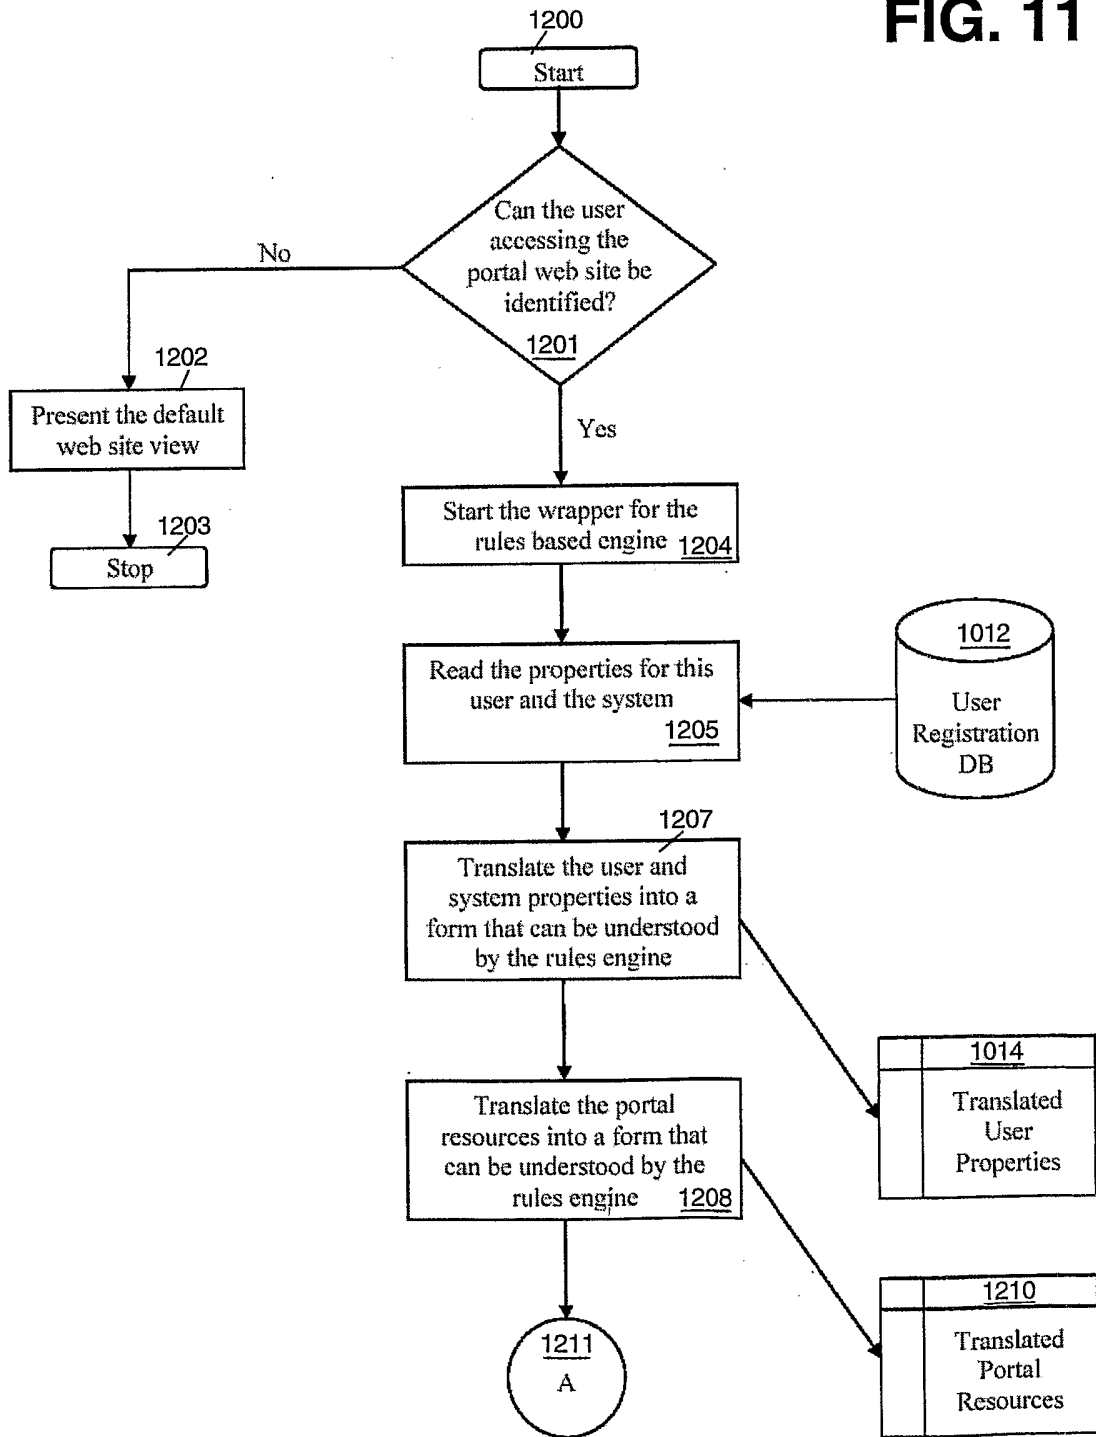 FIG. 11
1200
Start
Can the user
accessing the
portal web site be
identified?
1201
No
Yes
1202
Present the default
web site view
1203
Stop
Start the wrapper for the
rules based engine 1204
Read the properties for this
user and the system
1205
1012
User
Registration
DB
1207
Translate the user and
system properties into a
form that can be understood
by the rules engine
1014
Translated
User
Properties
Translate the portal
resources into a form that
can be understood by the
rules engine 1208
1210
Translated
Portal
Resources
1211
A